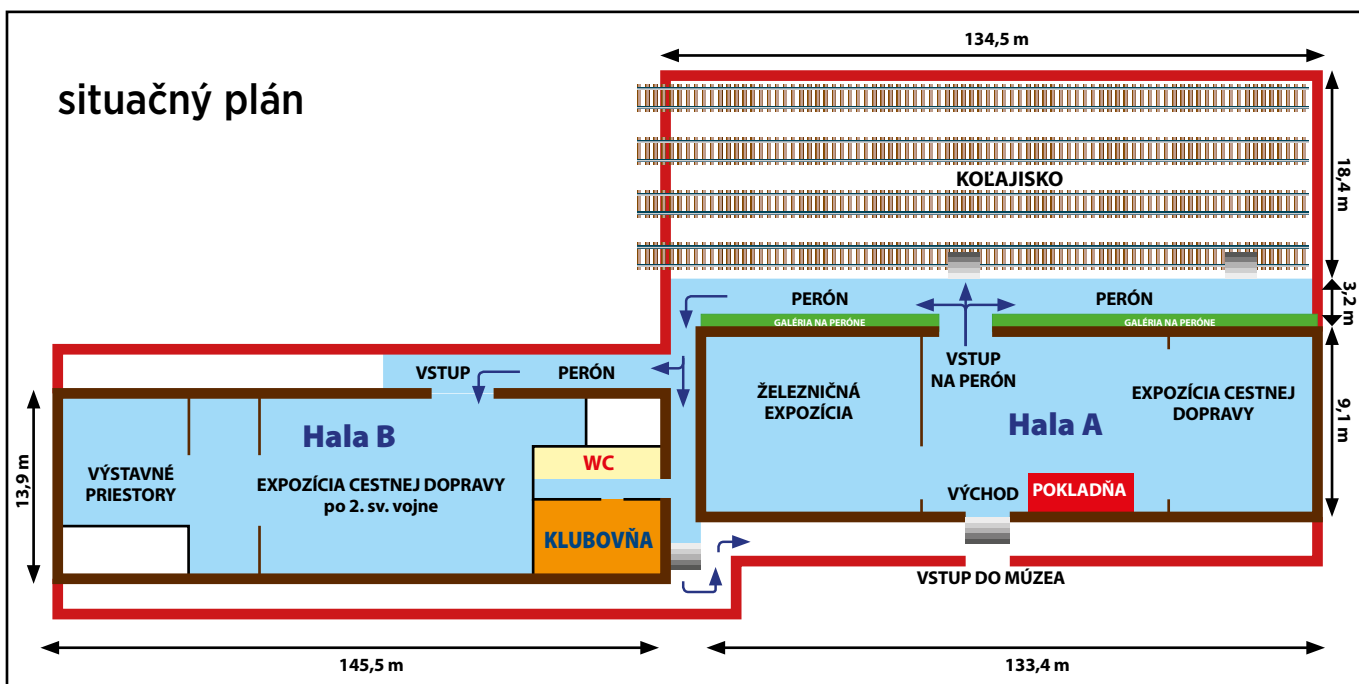 134,5 m
situačný plán
KOĽAJISKO
18,4 m
PERÓN
PERÓN
3,2 m
GALÉRIA NA PERÓNE
GALÉRIA NA PERÓNE
VSTUP
PERÓN
VSTUP
NA PERÓN
ŽELEZNIČNÁ
EXPOZÍCIA
EXPOZÍCIA CESTNEJ
DOPRAVY
9,1 m
Hala A
Hala B
WC
13,9 m
VÝSTAVNÉ
PRIESTORY
EXPOZÍCIA CESTNEJ DOPRAVY
po 2. sv. vojne
VÝCHOD
POKLADŇA
KLUBOVŇA
VSTUP DO MÚZEA
145,5 m
133,4 m